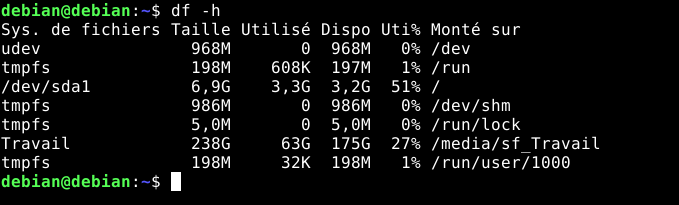 debian@debian:~$ df -h
Sys. de fichiers Taille Utilisé Dispo Uti% Monté sur
udev 968M 0 968M 0% /dev
tmpfs 198M 608K 197M 1% /run
/dev/sda1 6,9G 3,3G 3,2G 51% /
tmpfs 986M 0 986M 0% /dev/shm
tmpfs 5,0M 0 5,0M 0% /run/lock
Travail 238G 63G 175G 27% /media/sf_Travail
tmpfs 198M 32K 198M 1% /run/user/1000
debian@debian:~$